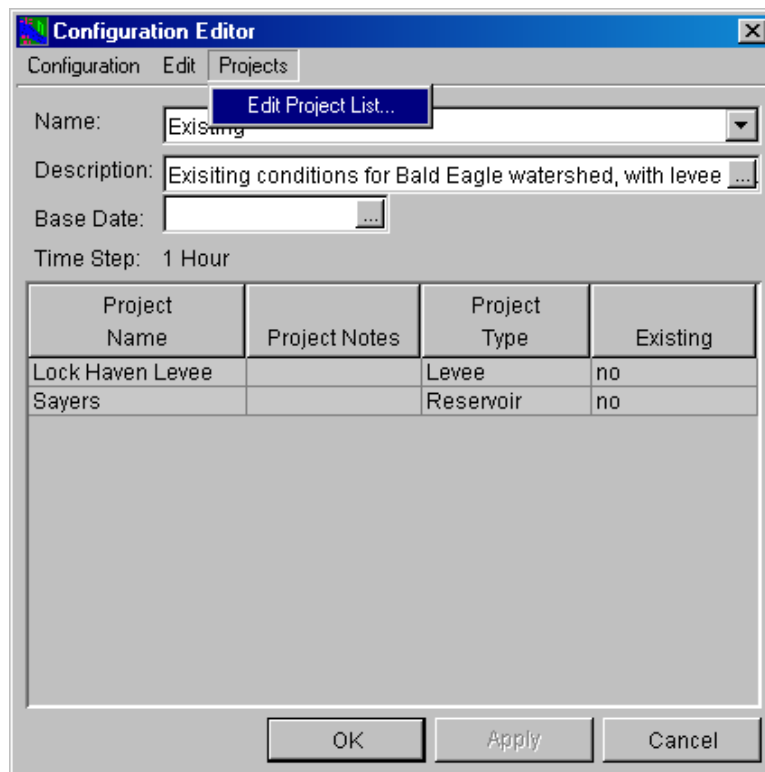 Configuration Editor
Configuration Edit Projects
Edit Project List...
Name: Existing
Description: Exisiting conditions for Bald Eagle watershed, with levee ...
Base Date: ...
Time Step: 1 Hour
Project Name Project Notes Project Type Existing
Lock Haven Levee Levee no
Sayers Reservoir no
OK Apply Cancel